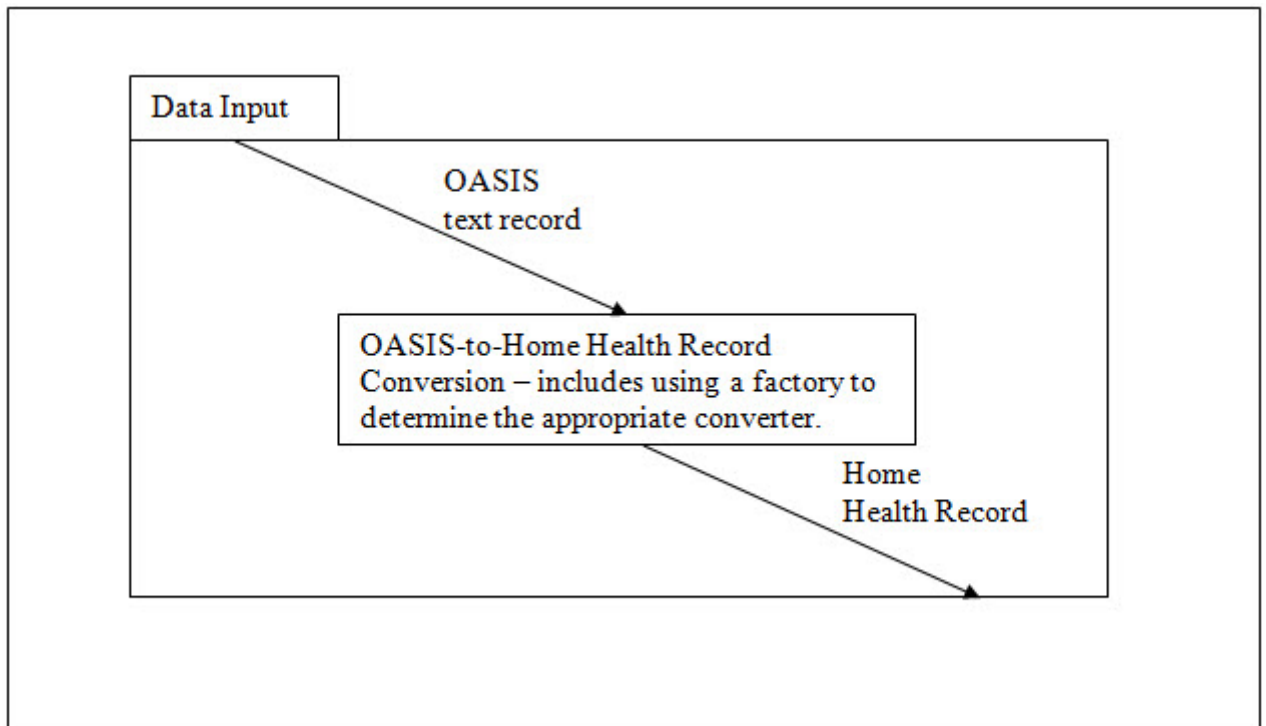 Data Input
OASIS
text record
OASIS-to-Home Health Record
Conversion – includes using a factory to
determine the appropriate converter.
Home
Health Record